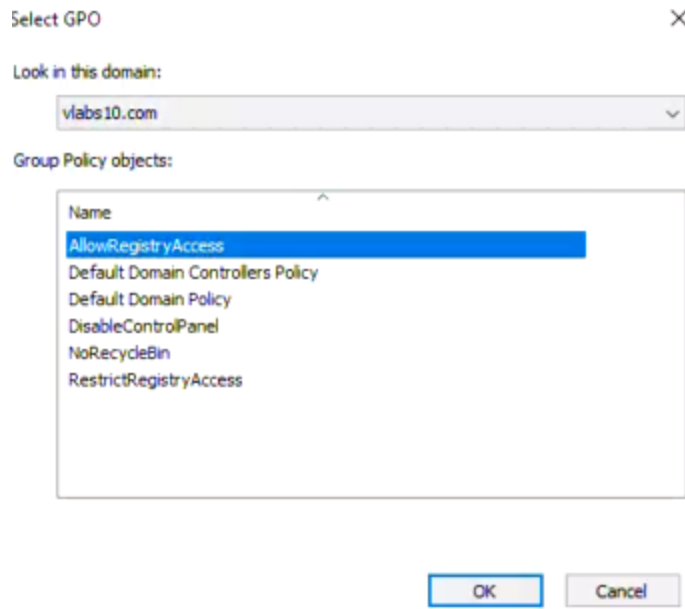 Select GPO
Look in this domain:
vlabs10.com
Group Policy objects:
Name
AllowRegistryAccess
Default Domain Controllers Policy
Default Domain Policy
DisableControlPanel
NoRecycleBin
RestrictRegistryAccess
OK Cancel